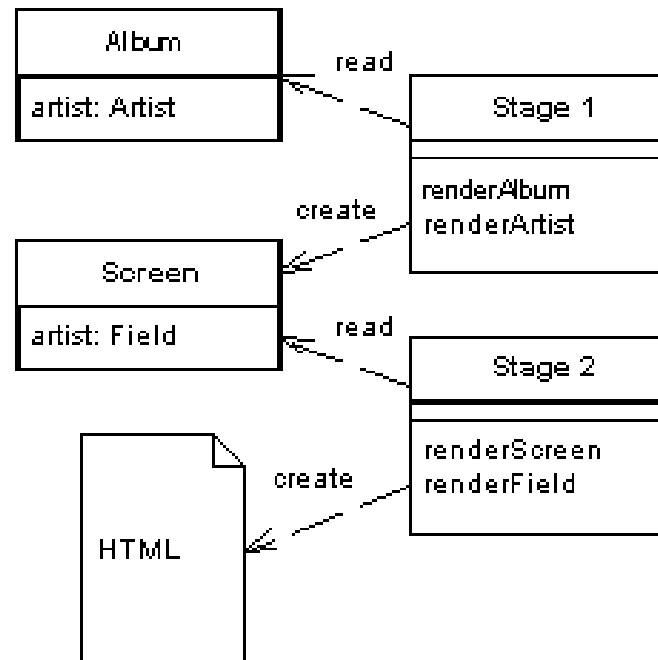 Album
artist: Artist
read
Stage 1
renderAlbum
renderArtist
create
Screen
artist: Field
read
Stage 2
renderScreen
renderField
create
HTML